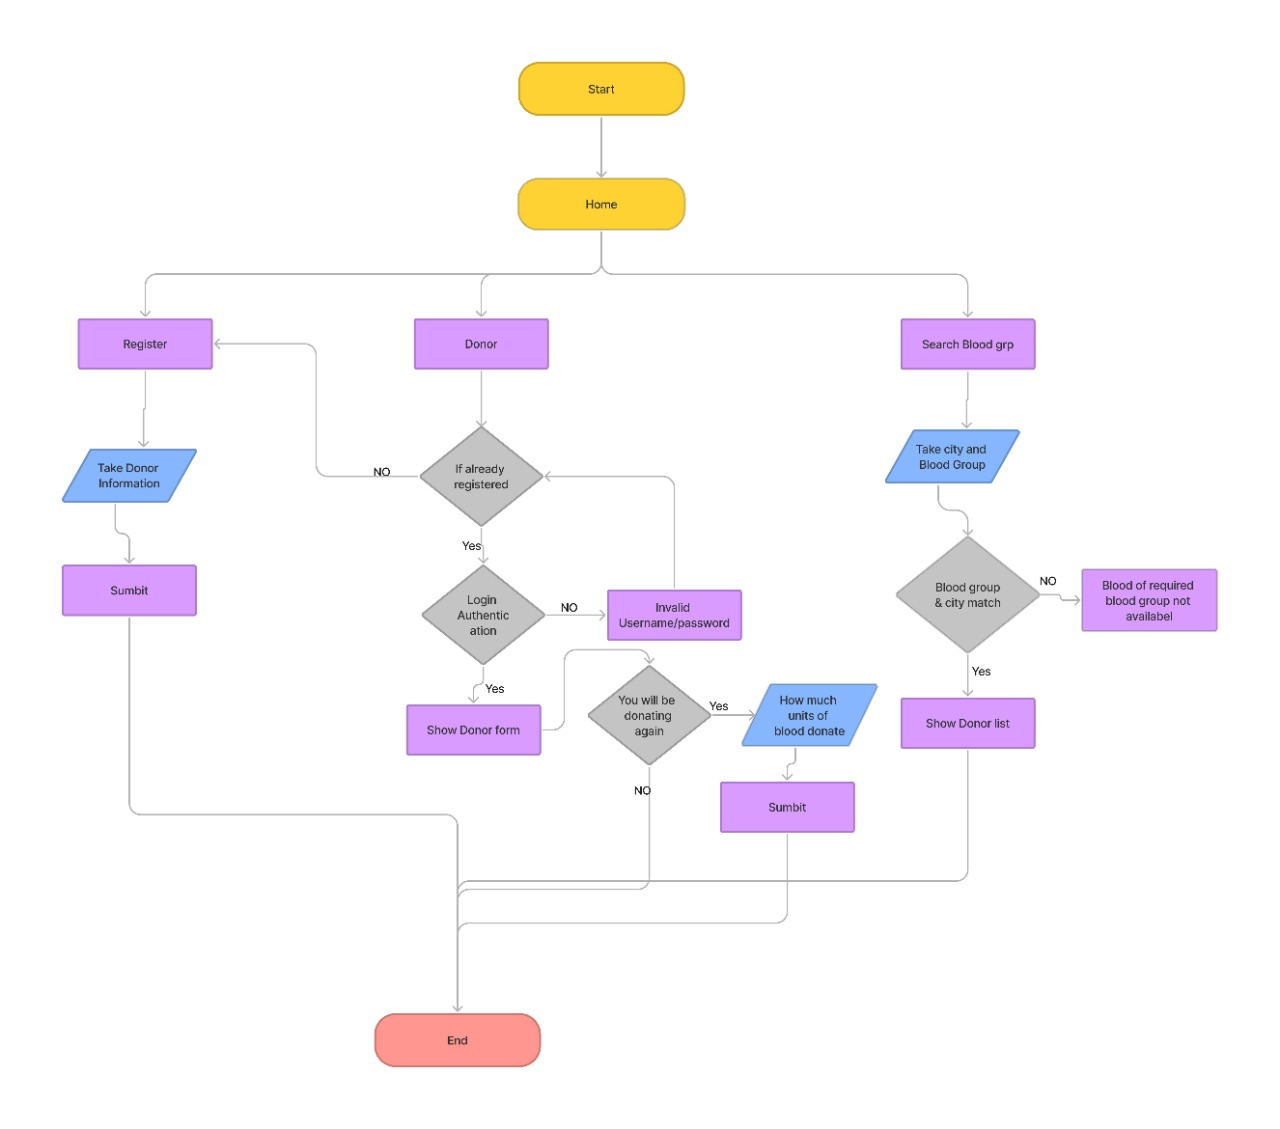 Start
Home
Register
Donor
Search Blood grp
Take Donor
Information
NO
If already
registered
Take city and
Blood Group
Yes
Sumbit
Login
Authentic
ation
NO
Invalid
Username/password
Blood group
& city match
NO
Blood of required
blood group not
availabel
Yes
Show Donor form
You will be
donating
again
Yes
How much
units of
blood donate
Yes
Show Donor list
NO
Sumbit
End